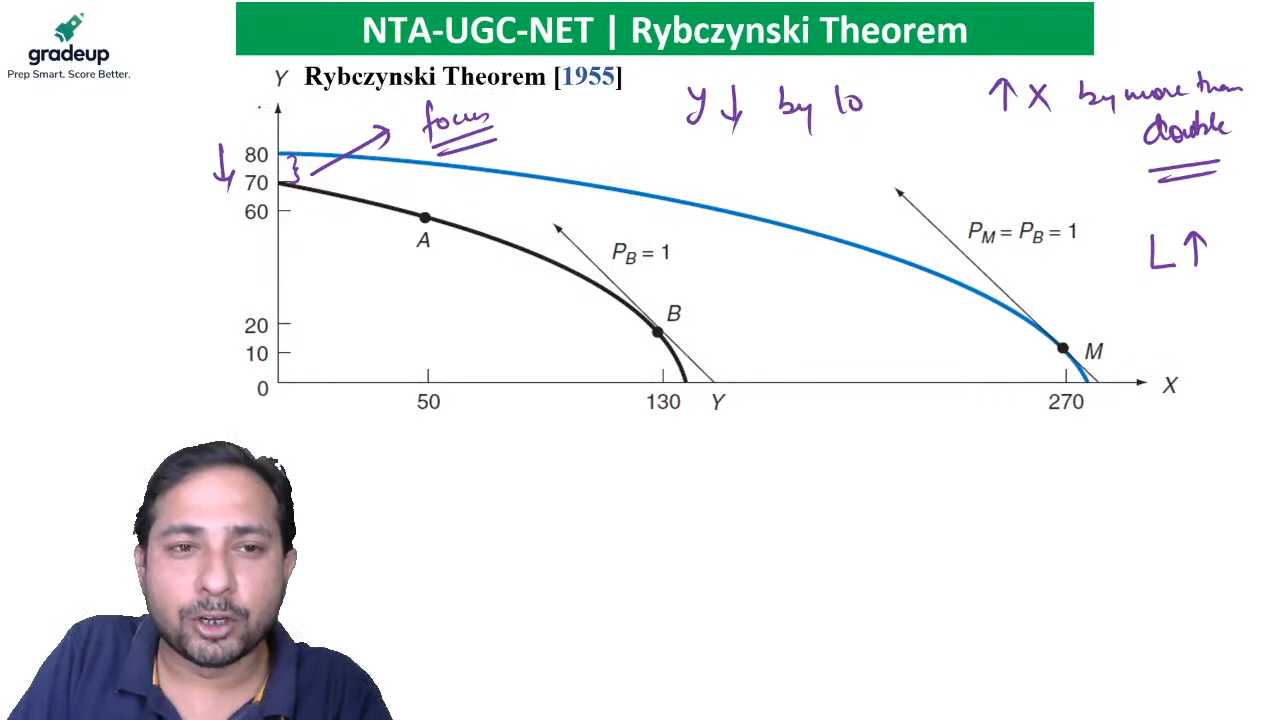 NTA-UGC-NET | Rybczynski Theorem
gradeup
Prep Smart. Score Better.
Y
Rybczynski Theorem [1955]
focus
y ↓ by 10
↑ X by more than
double
↓
80
70
60
20
10
0
A
B
M
P_B = 1
P_M = P_B = 1
L↑
50
130
Y
270
X